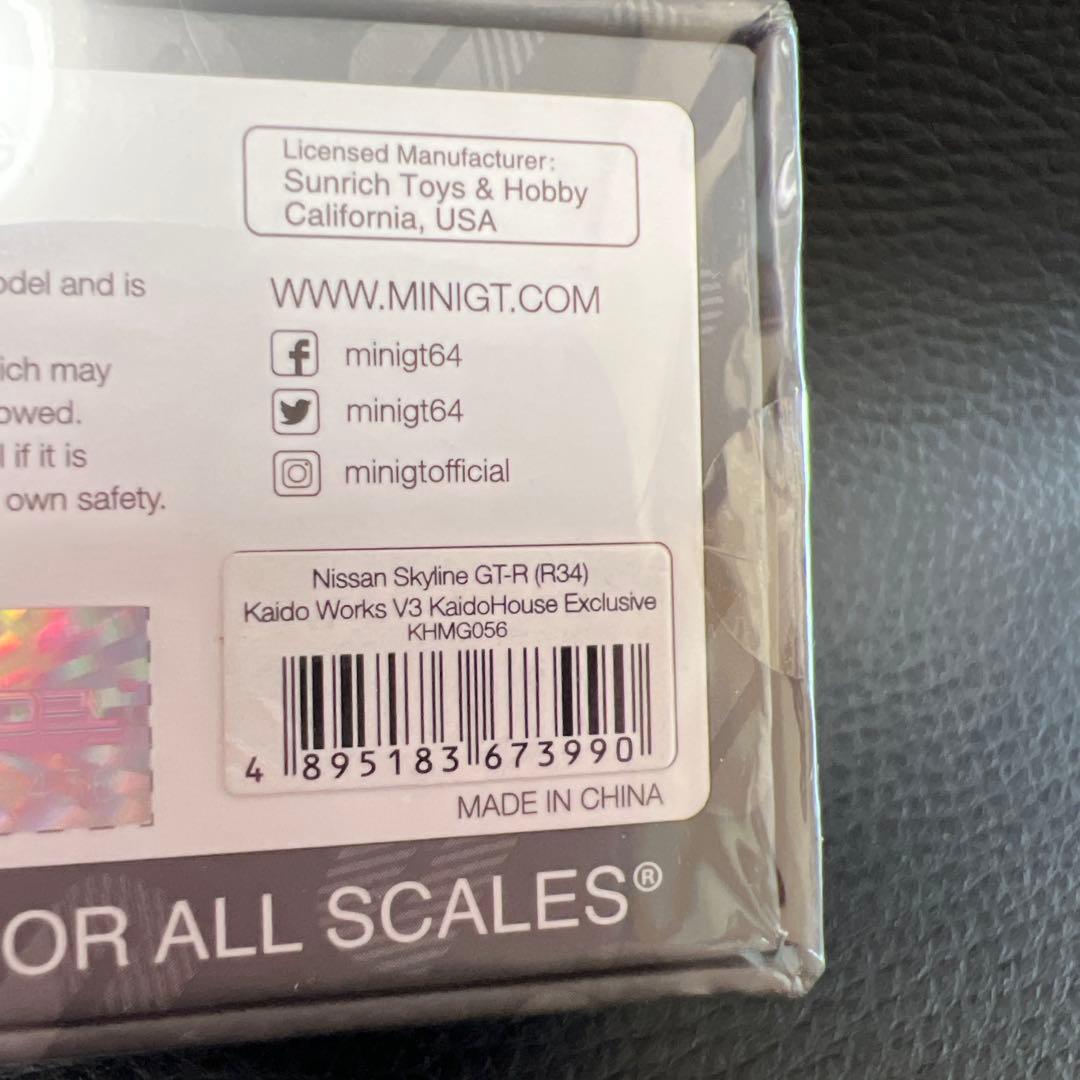 Licensed Manufacturer:
Sunrich Toys & Hobby
California, USA
odel and is
WWW.MINIGT.COM
ich may
minigt64
owed.
minigt64
l if it is
minigtofficial
own safety.
Nissan Skyline GT-R (R34)
Kaido Works V3 KaidoHouse Exclusive
KHMG056
4 895183 673990
MADE IN CHINA
OR ALL SCALES®